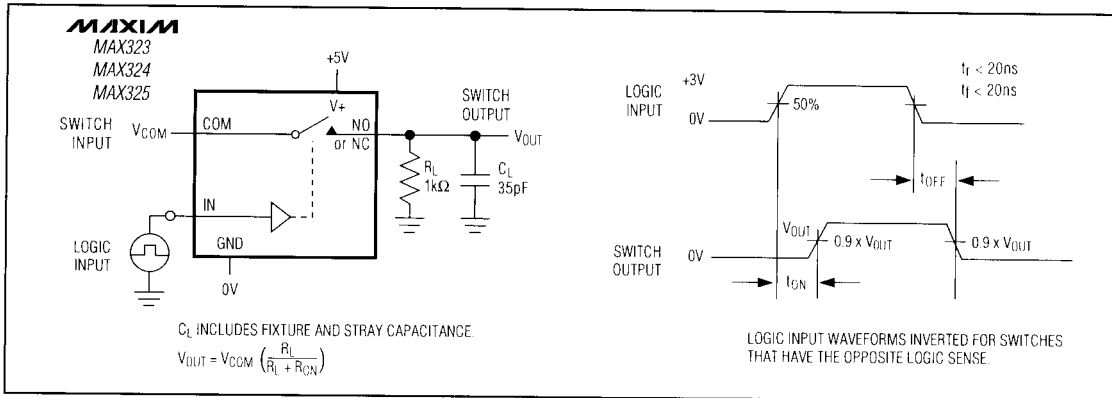 MAXIM
MAX323
MAX324
MAX325
+5V
V+
SWITCH
INPUT
VCOM
COM
NO
or NC
SWITCH
OUTPUT
VOUT
RL
1kΩ
CL
35pF
IN
LOGIC
INPUT
GND
0V
CL INCLUDES FIXTURE AND STRAY CAPACITANCE.
VOUT = VCOM (RL / RL + RON)
LOGIC
INPUT
+3V
0V
50%
tr < 20ns
tf < 20ns
tOFF
SWITCH
OUTPUT
0V
VOUT
0.9 x VOUT
0.9 x VOUT
tON
LOGIC INPUT WAVEFORMS INVERTED FOR SWITCHES
THAT HAVE THE OPPOSITE LOGIC SENSE.